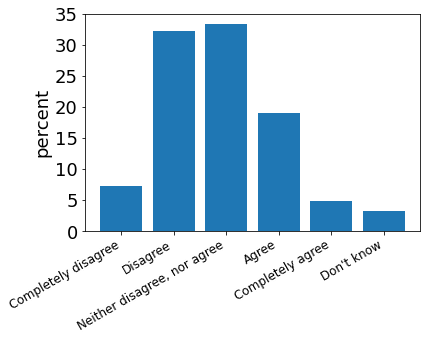 percent
35
30
25
20
15
10
5
0
Completely disagree
Disagree
Neither disagree, nor agree
Agree
Completely agree
Don't know